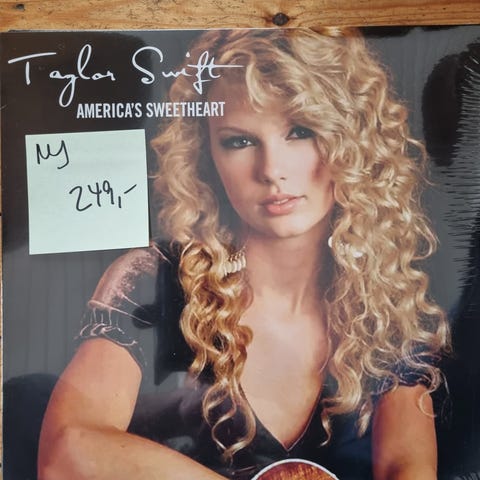 Taylor Swift
AMERICA'S SWEETHEART
NY
249,-